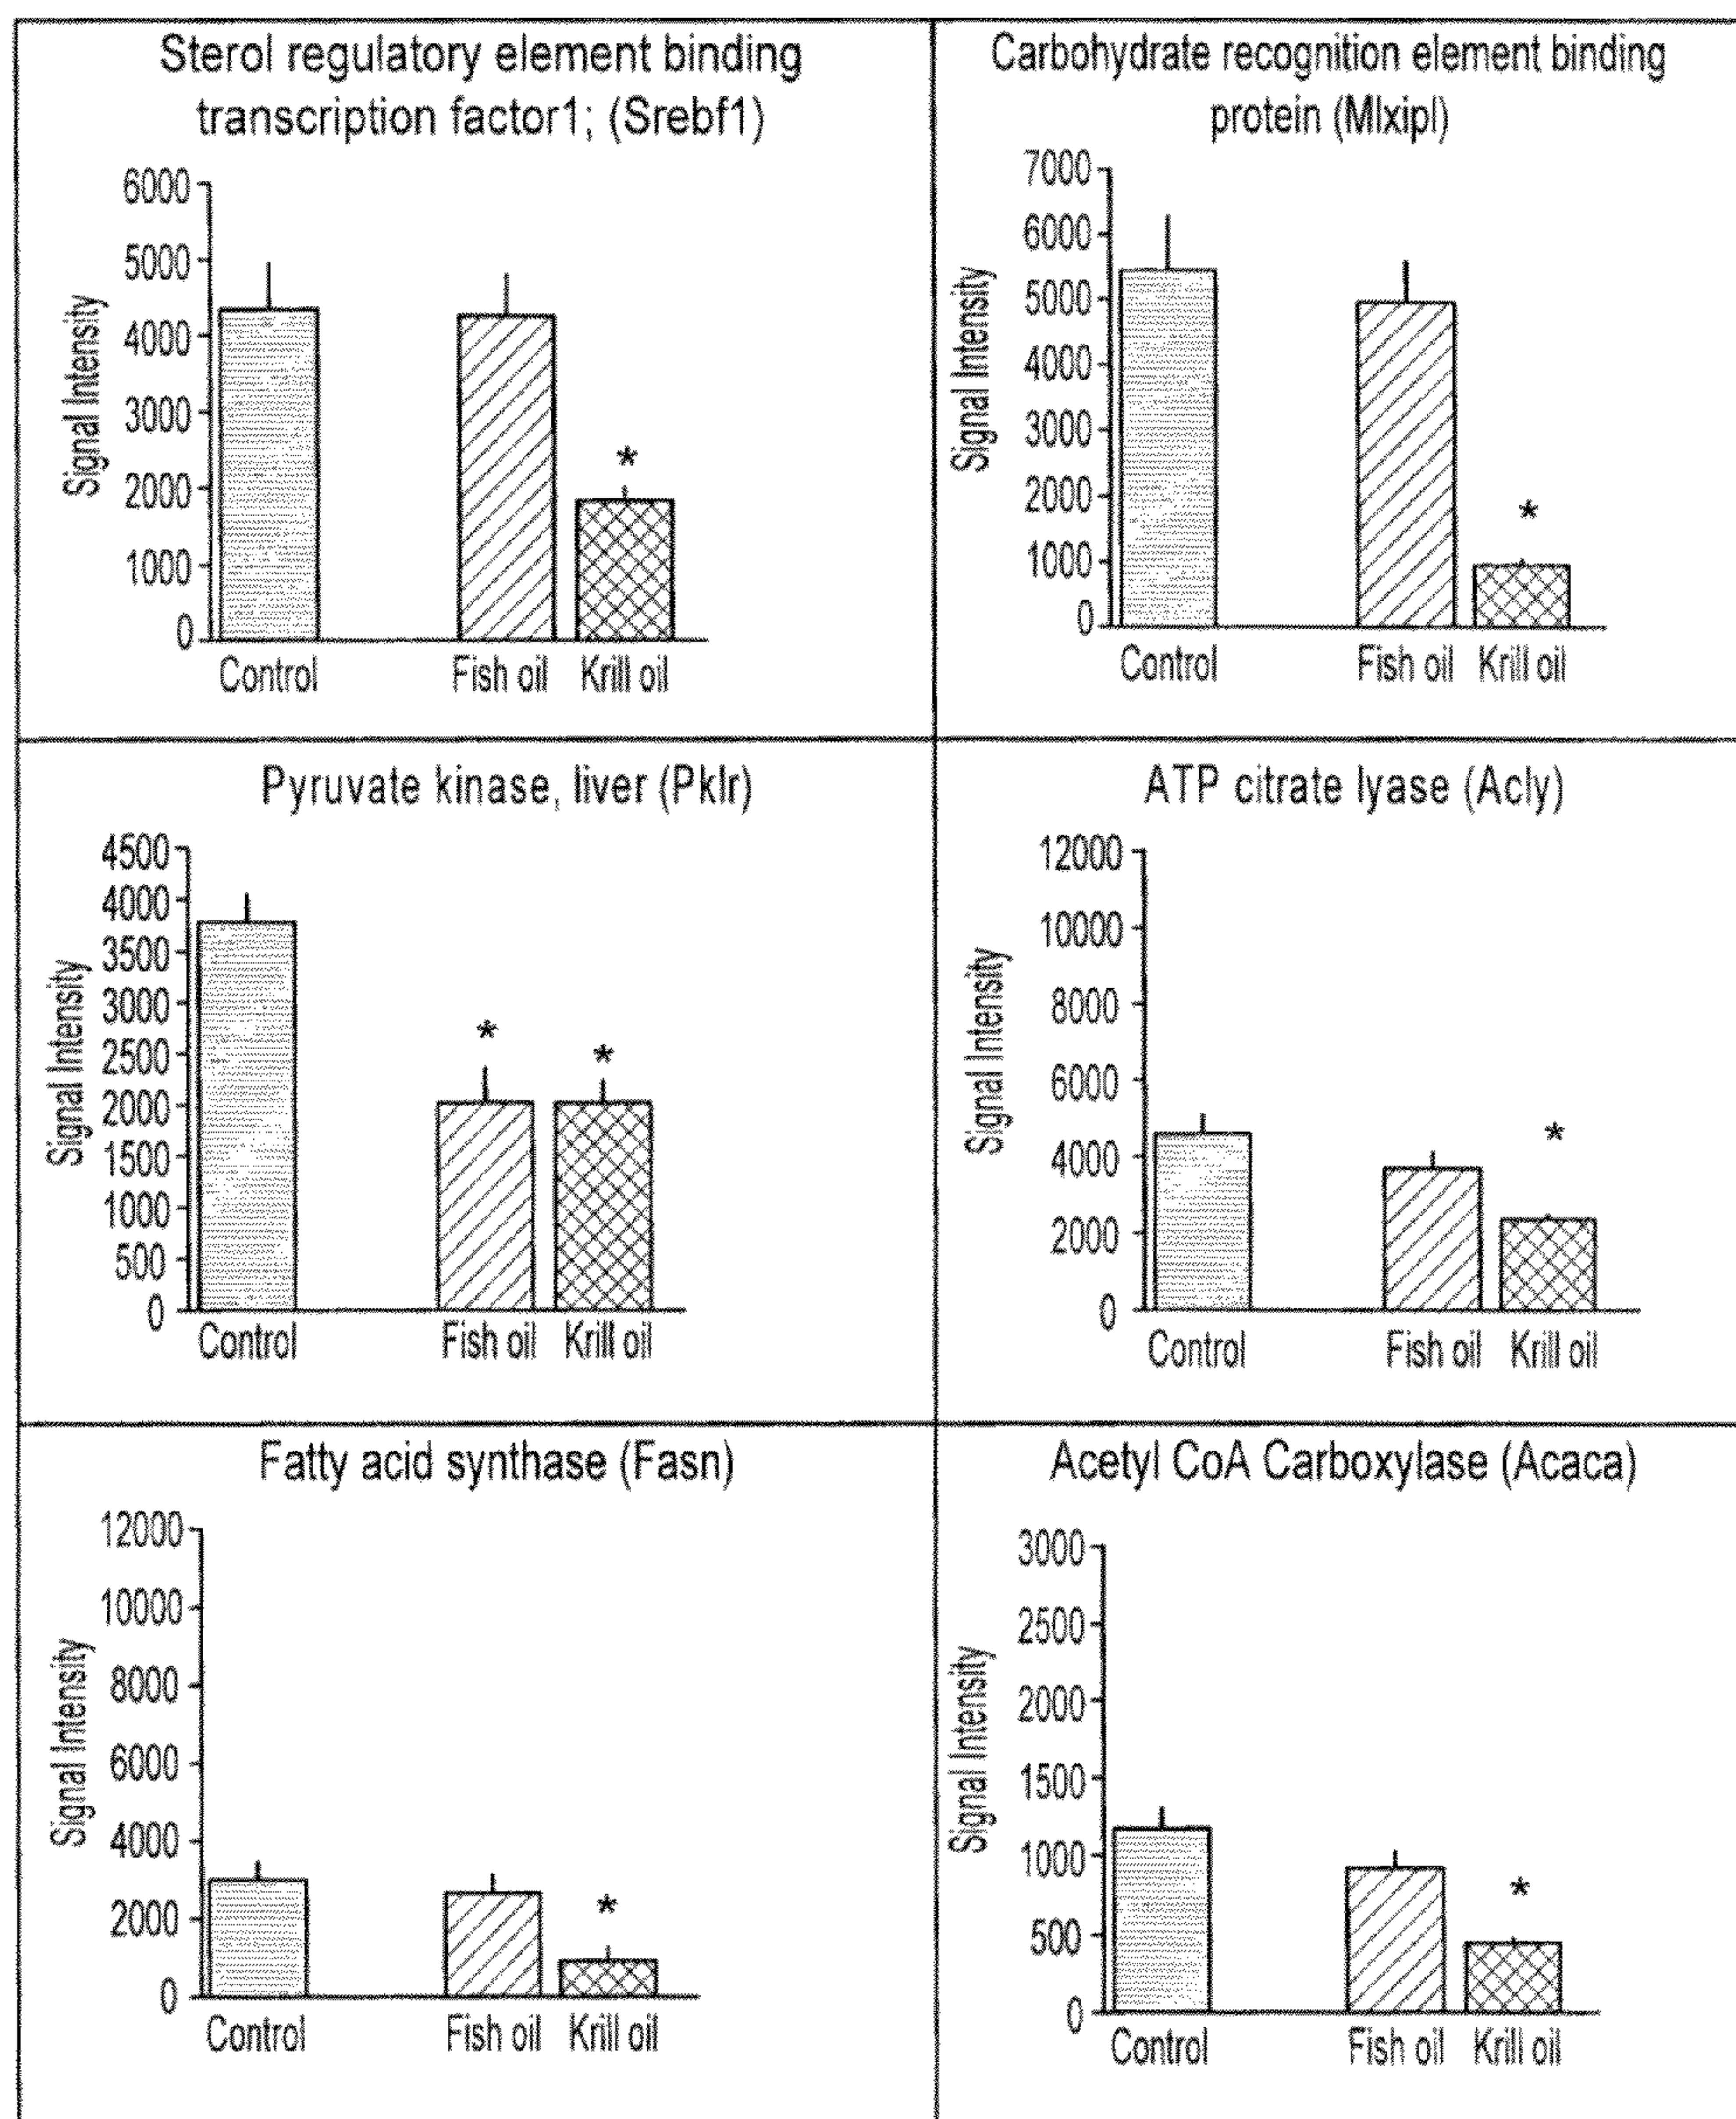 Sterol regulatory element binding
transcription factor1; (Srebf1)
6000
5000
4000
3000
2000
1000
0
Signal Intensity
*
Control
Fish oil
Krill oil
Carbohydrate recognition element binding
protein (Mlxipl)
7000
6000
5000
4000
3000
2000
1000
0
Signal Intensity
*
Control
Fish oil
Krill oil
Pyruvate kinase, liver (Pklr)
4500
4000
3500
3000
2500
2000
1500
1000
500
0
Signal Intensity
*
*
Control
Fish oil
Krill oil
ATP citrate lyase (Acly)
12000
10000
8000
6000
4000
2000
0
Signal Intensity
*
Control
Fish oil
Krill oil
Fatty acid synthase (Fasn)
12000
10000
8000
6000
4000
2000
0
Signal Intensity
*
Control
Fish oil
Krill oil
Acetyl CoA Carboxylase (Acaca)
3000
2500
2000
1500
1000
500
0
Signal Intensity
*
Control
Fish oil
Krill oil